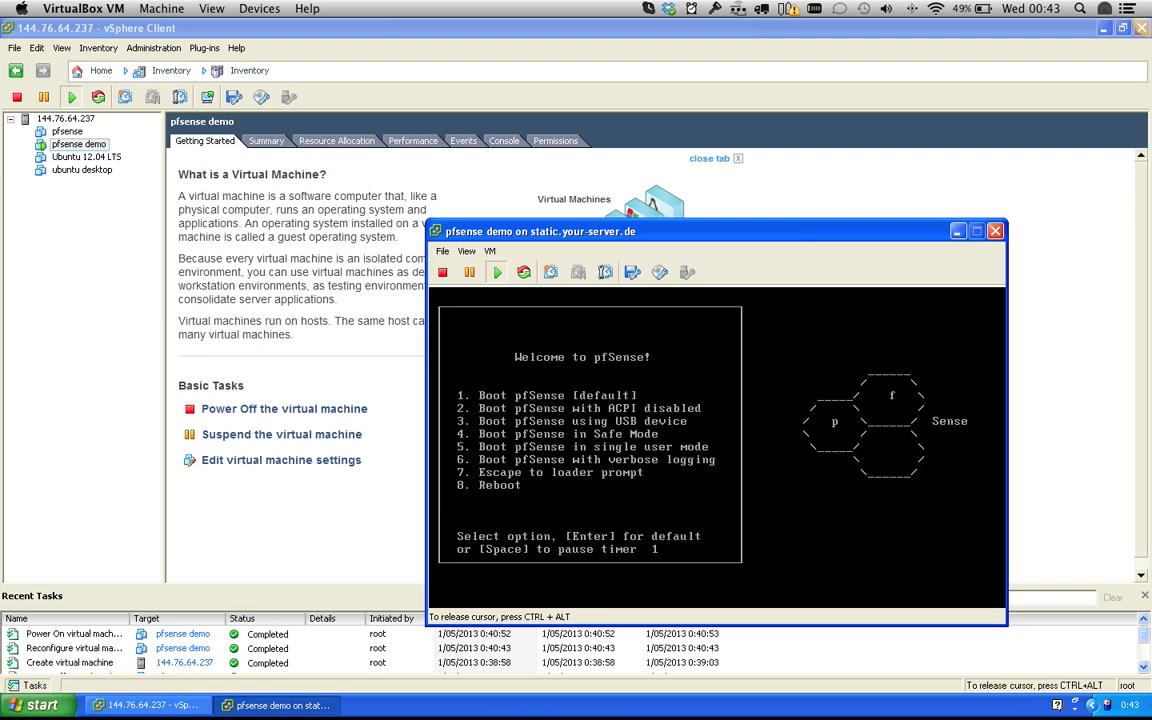 VirtualBox VM Machine View Devices Help 49% Wed 00:43
144.76.64.237 - vSphere Client
File Edit View Inventory Administration Plug-ins Help
Home Inventory Inventory
144.76.64.237
pfsense
pfsense demo
Ubuntu 12.04 LTS
ubuntu desktop
pfsense demo
Getting Started Summary Resource Allocation Performance Events Console Permissions
close tab X
What is a Virtual Machine?
A virtual machine is a software computer that, like a
physical computer, runs an operating system and
applications. An operating system installed on a v
machine is called a guest operating system.
Because every virtual machine is an isolated com
environment, you can use virtual machines as de
workstation environments, as testing environment
consolidate server applications.
Virtual machines run on hosts. The same host ca
many virtual machines.
Virtual Machines
Basic Tasks
Power Off the virtual machine
Suspend the virtual machine
Edit virtual machine settings
pfsense demo on static.your-server.de
File View VM
Welcome to pfSense!
1. Boot pfSense [default]
2. Boot pfSense with ACPI disabled
3. Boot pfSense using USB device
4. Boot pfSense in Safe Mode
5. Boot pfSense in single user mode
6. Boot pfSense with verbose logging
7. Escape to loader prompt
8. Reboot
Select option, [Enter] for default
or [Space] to pause timer 1
f
p Sense
To release cursor, press CTRL + ALT
Recent Tasks
Clear
Name Target Status Details Initiated by
Power On virtual mach... pfsense demo Completed root 1/05/2013 0:40:52 1/05/2013 0:40:52 1/05/2013 0:40:53
Reconfigure virtual mach... pfsense demo Completed root 1/05/2013 0:40:43 1/05/2013 0:40:43 1/05/2013 0:40:43
Create virtual machine 144.76.64.237 Completed root 1/05/2013 0:38:58 1/05/2013 0:38:58 1/05/2013 0:39:03
Tasks To release cursor, press CTRL+ALT root
start 144.76.64.237 - vSp... pfsense demo on stat... 0:43